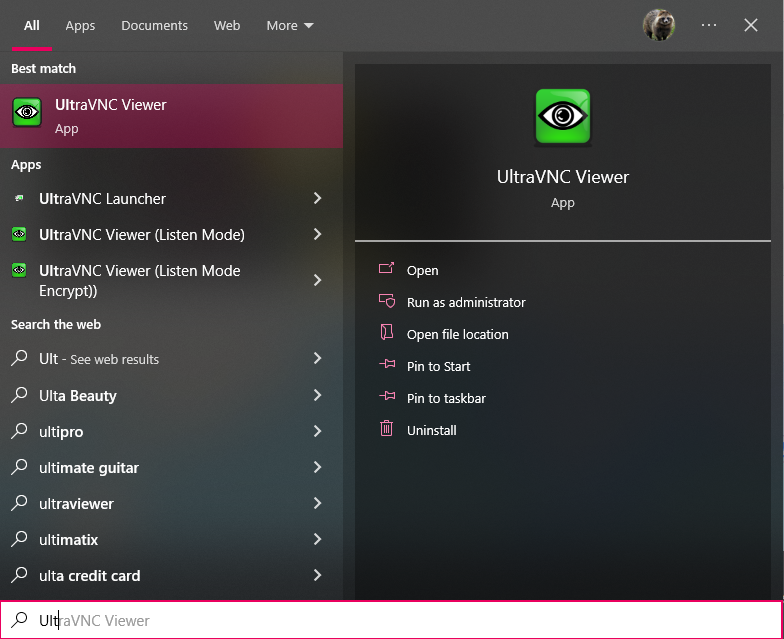 All Apps Documents Web More
Best match
UltraVNC Viewer
App
Apps
UltraVNC Launcher
UltraVNC Viewer (Listen Mode)
UltraVNC Viewer (Listen Mode
Encrypt))
Search the web
Ult - See web results
Ulta Beauty
ultipro
ultimate guitar
ultraviewer
ultimatix
ulta credit card
UltraVNC Viewer
App
Open
Run as administrator
Open file location
Pin to Start
Pin to taskbar
Uninstall
UltraVNC Viewer